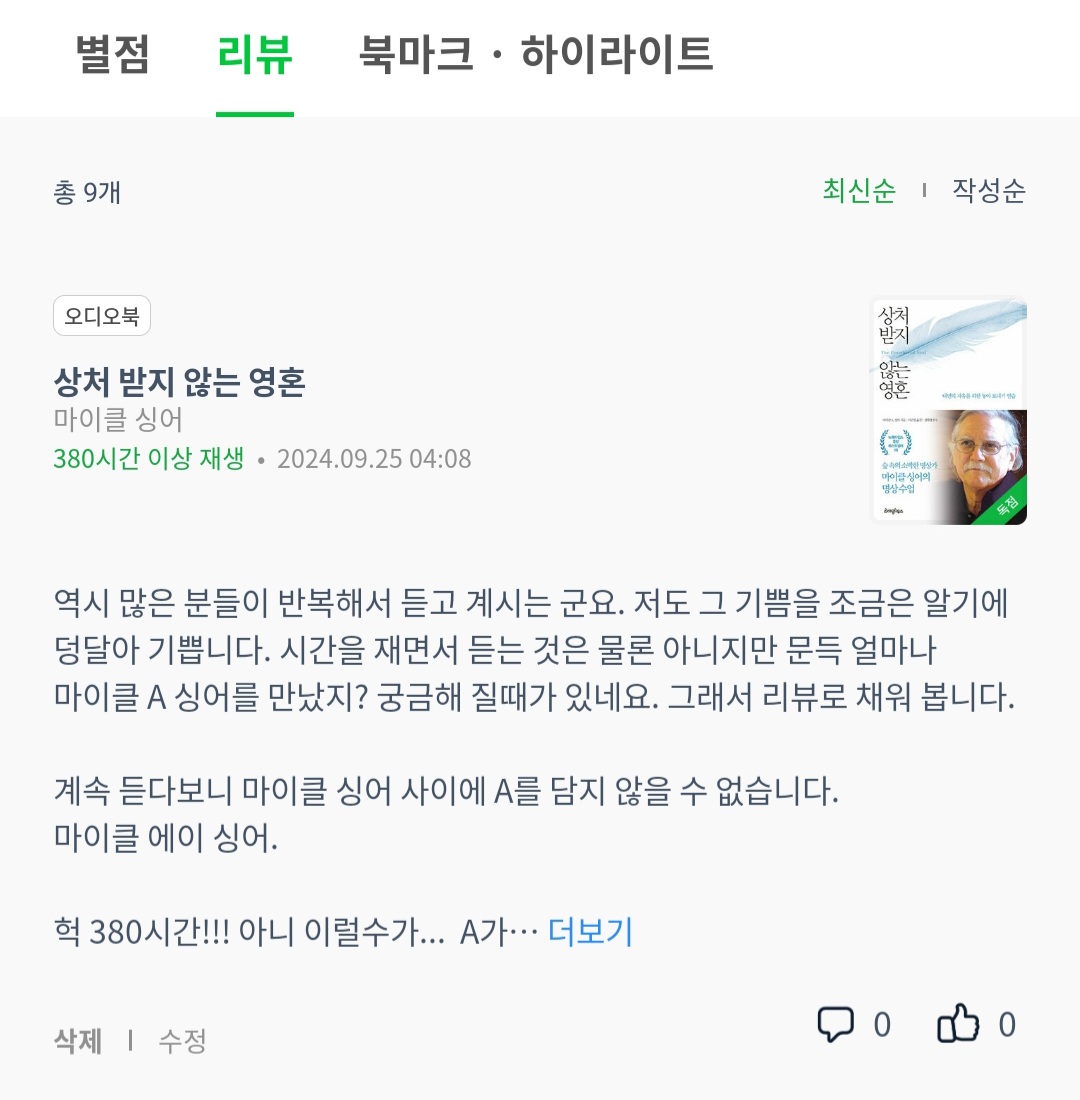 별점 리뷰 북마크 · 하이라이트
총 9개
최신순 | 작성순
오디오북
상처 받지 않는 영혼
마이클 싱어
380시간 이상 재생 • 2024.09.25 04:08
상처
받지
않는
영혼
마이클 싱어의
명상 수업
독점
역시 많은 분들이 반복해서 듣고 계시는 군요. 저도 그 기쁨을 조금은 알기에
덩달아 기쁩니다. 시간을 재면서 듣는 것은 물론 아니지만 문득 얼마나
마이클 A 싱어를 만났지? 궁금해 질때가 있네요. 그래서 리뷰로 채워 봅니다.
계속 듣다보니 마이클 싱어 사이에 A를 담지 않을 수 없습니다.
마이클 에이 싱어.
헉 380시간!!! 아니 이럴수가... A가··· 더보기
삭제 | 수정
0 0